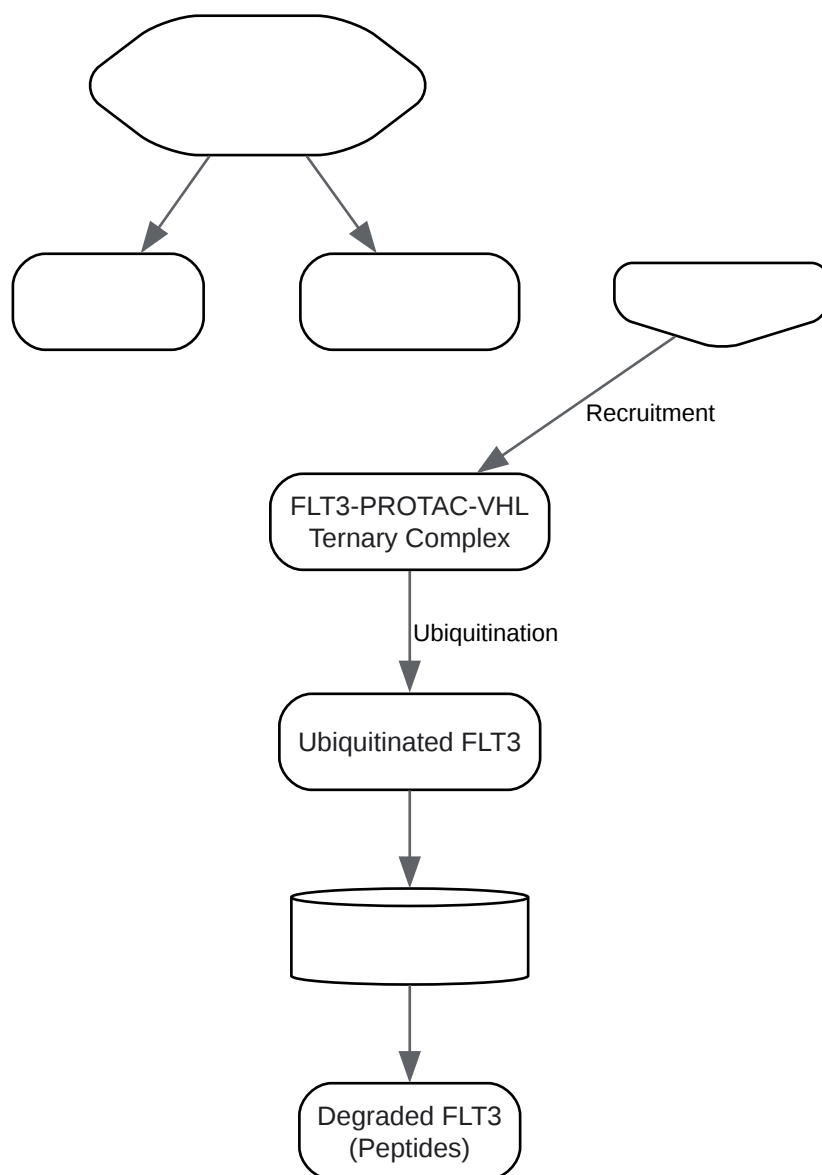 Recruitment
FLT3-PROTAC-VHL
Ternary Complex
Ubiquitination
Ubiquitinated FLT3
Degraded FLT3
(Peptides)